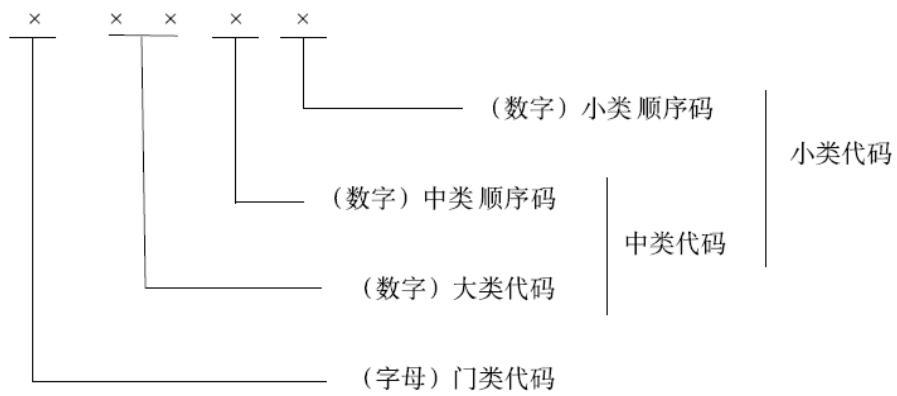 × × × × ×
（数字）小类顺序码
小类代码
（数字）中类顺序码
中类代码
（数字）大类代码
（字母）门类代码